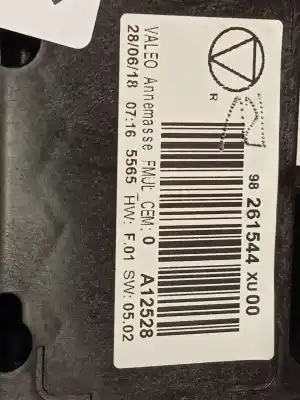 R
98 261544 XU 00
VALEO Annemasse FMUL CEM: 0 A12528
28/06/18 07:16 5565 HW: F.01 SW: 05.02